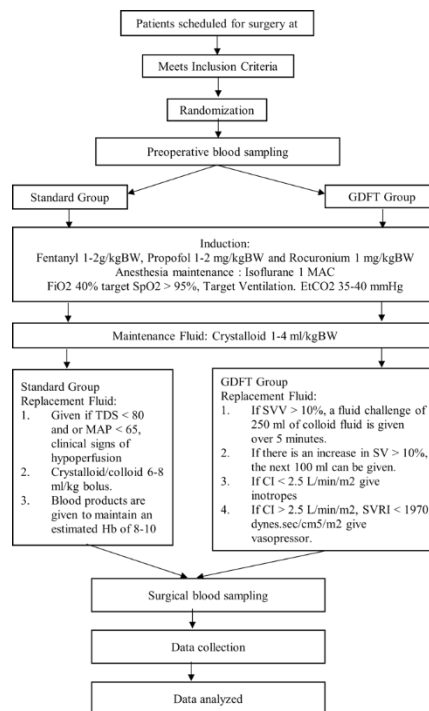 Patients scheduled for surgery at
Meets Inclusion Criteria
Randomization
Preoperative blood sampling
Standard Group
GDFT Group
Induction:
Fentanyl 1-2g/kgBW, Propofol 1-2 mg/kgBW and Rocuronium 1 mg/kgBW
Anesthesia maintenance : Isoflurane 1 MAC
FiO2 40% target SpO2 > 95%, Target Ventilation. EtCO2 35-40 mmHg
Maintenance Fluid: Crystalloid 1-4 ml/kgBW
Standard Group
Replacement Fluid:
1. Given if TDS < 80
and or MAP < 65,
clinical signs of
hypoperfusion
2. Crystalloid/colloid 6-8
ml/kg bolus.
3. Blood products are
given to maintain an
estimated Hb of 8-10
GDFT Group
Replacement Fluid:
1. If SVV > 10%, a fluid challenge of
250 ml of colloid fluid is given
over 5 minutes.
2. If there is an increase in SV > 10%,
the next 100 ml can be given.
3. If CI < 2.5 L/min/m2 give
inotropes
4. If CI > 2.5 L/min/m2, SVRI < 1970
dynes.sec/cm5/m2 give
vasopressor.
Surgical blood sampling
Data collection
Data analyzed